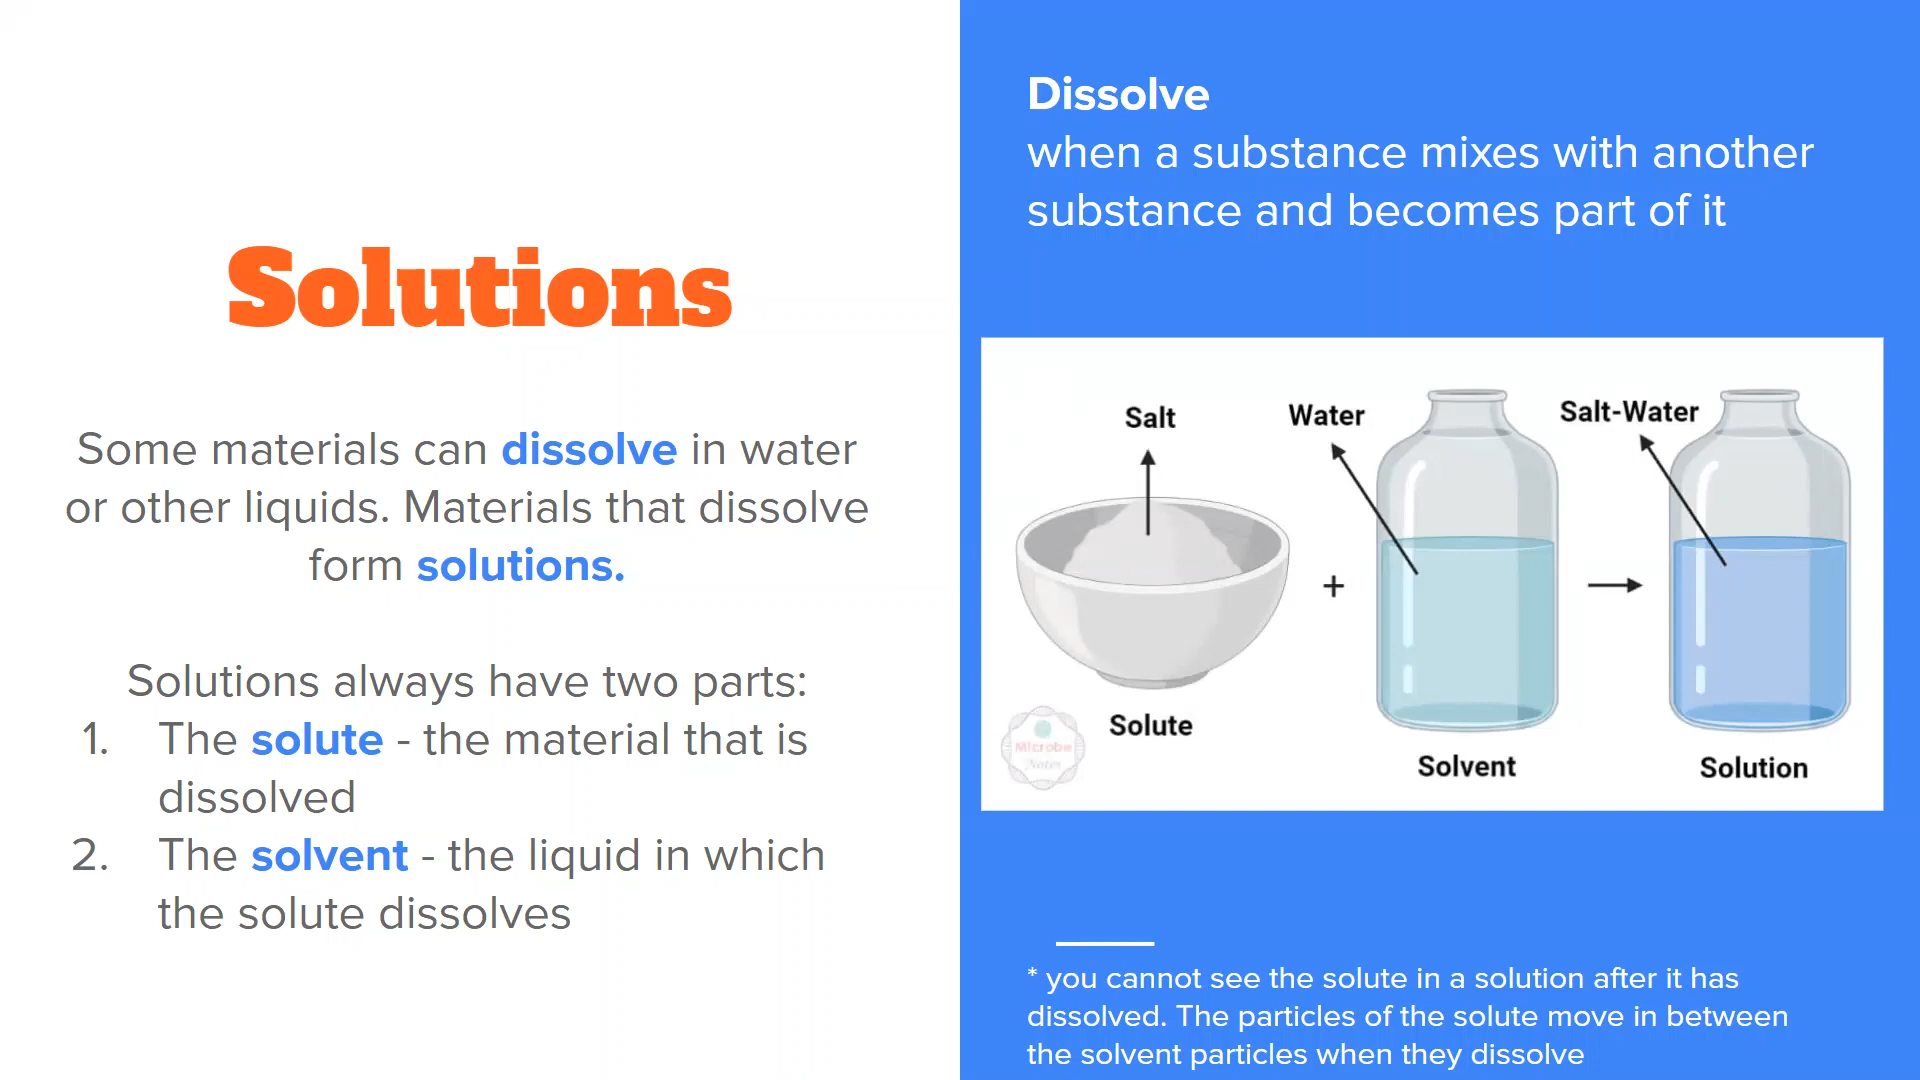 Solutions
Some materials can dissolve in water
or other liquids. Materials that dissolve
form solutions.
Solutions always have two parts:
1. The solute - the material that is
dissolved
2. The solvent - the liquid in which
the solute dissolves
Dissolve
when a substance mixes with another
substance and becomes part of it
Salt
Water
Salt-Water
+
Solute
Solvent
Solution
Microbe
Notes
* you cannot see the solute in a solution after it has
dissolved. The particles of the solute move in between
the solvent particles when they dissolve